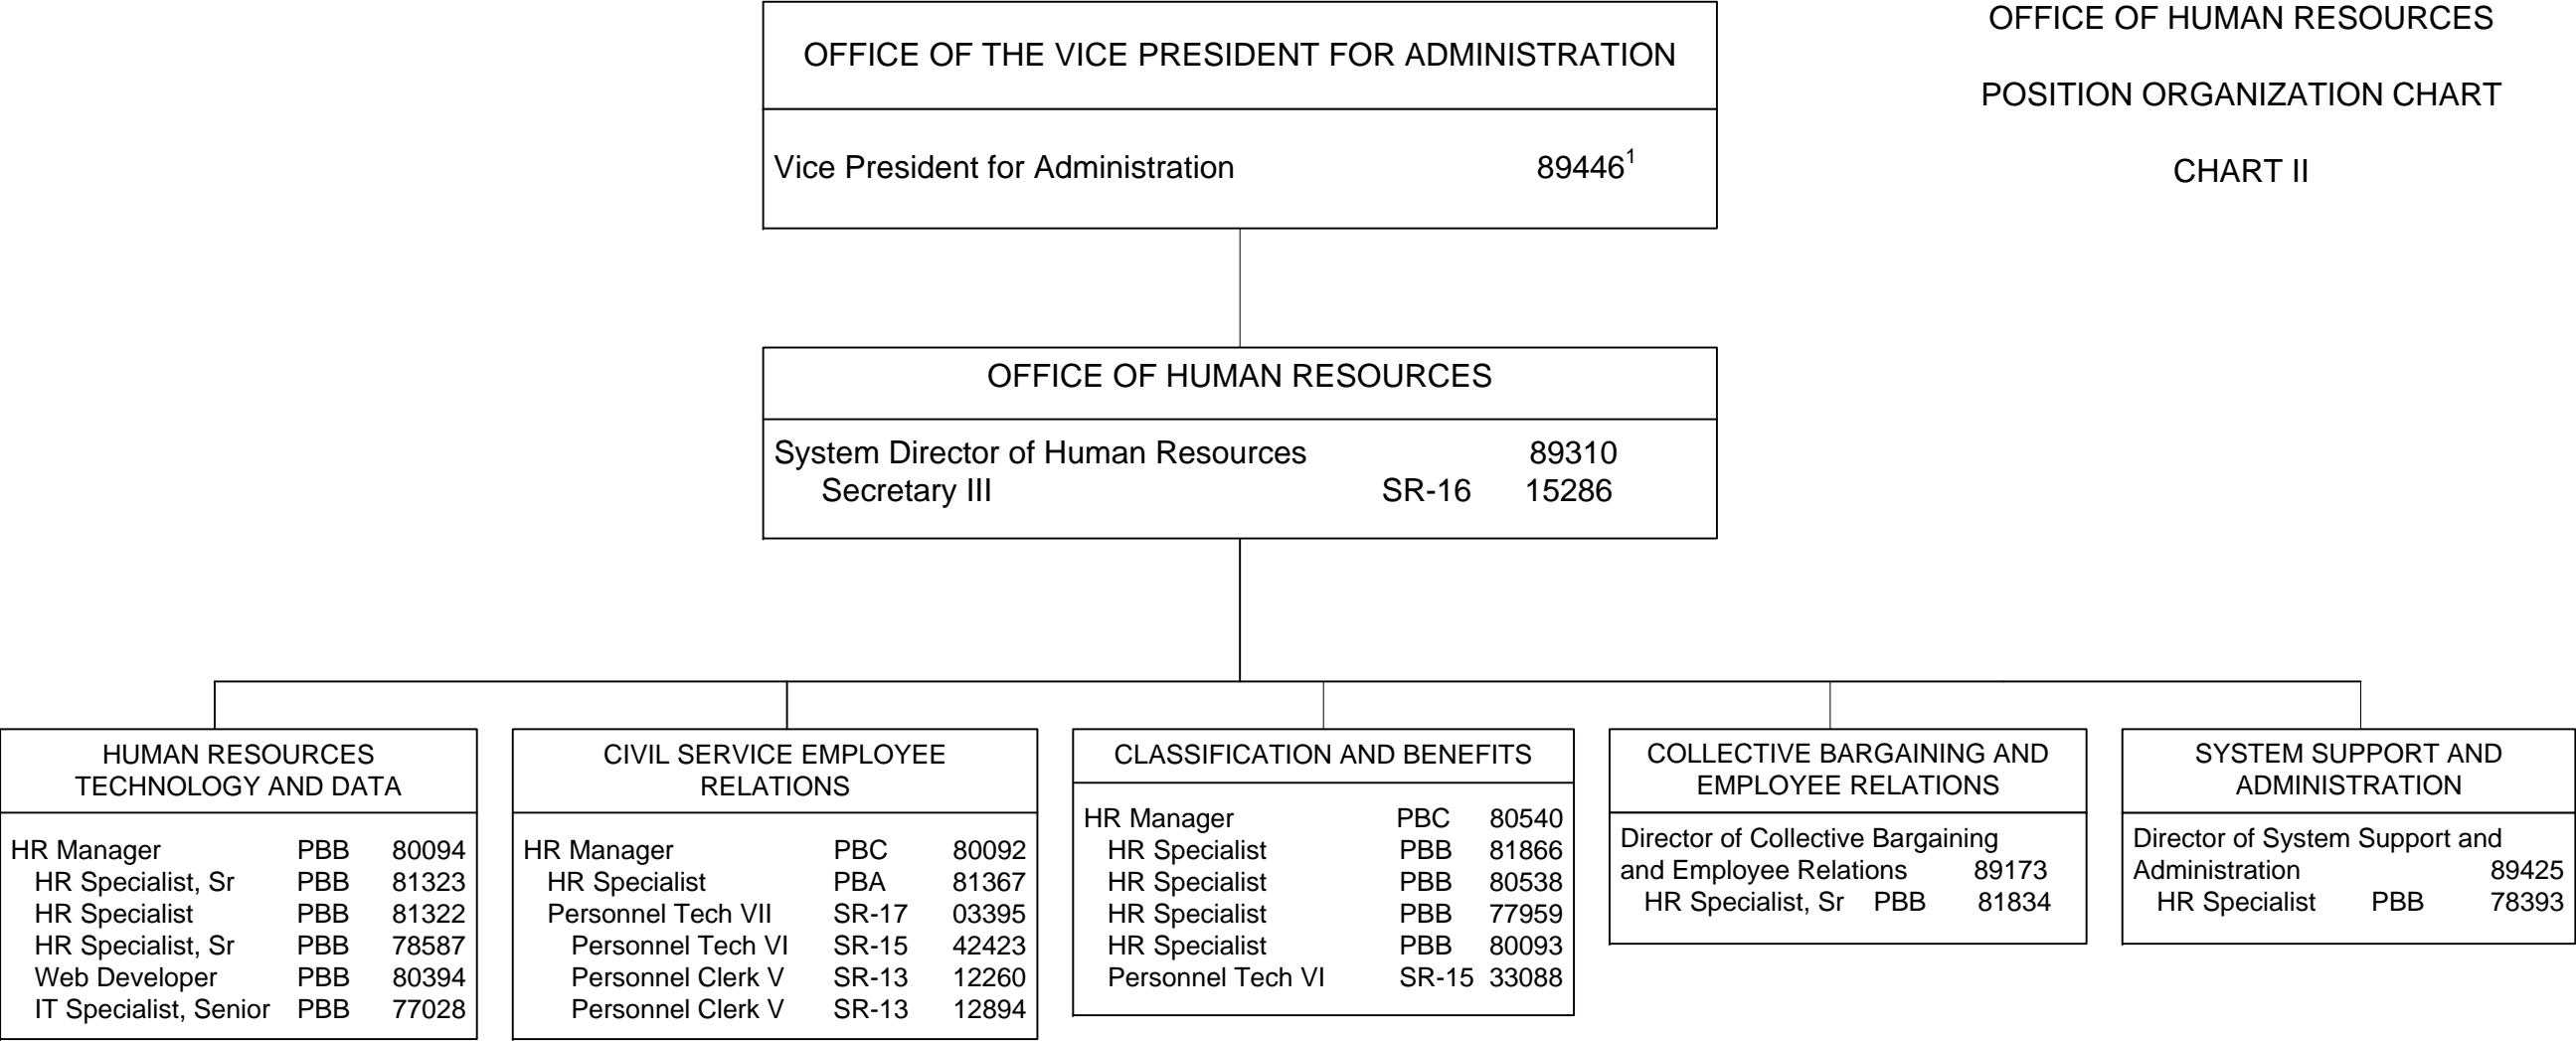 OFFICE OF HUMAN RESOURCES
POSITION ORGANIZATION CHART
CHART II
OFFICE OF THE VICE PRESIDENT FOR ADMINISTRATION
Vice President for Administration 89446¹
OFFICE OF HUMAN RESOURCES
System Director of Human Resources 89310
Secretary III SR-16 15286
HUMAN RESOURCES
TECHNOLOGY AND DATA
HR Manager PBB 80094
HR Specialist, Sr PBB 81323
HR Specialist PBB 81322
HR Specialist, Sr PBB 78587
Web Developer PBB 80394
IT Specialist, Senior PBB 77028
CIVIL SERVICE EMPLOYEE
RELATIONS
HR Manager PBC 80092
HR Specialist PBA 81367
Personnel Tech VII SR-17 03395
Personnel Tech VI SR-15 42423
Personnel Clerk V SR-13 12260
Personnel Clerk V SR-13 12894
CLASSIFICATION AND BENEFITS
HR Manager PBC 80540
HR Specialist PBB 81866
HR Specialist PBB 80538
HR Specialist PBB 77959
HR Specialist PBB 80093
Personnel Tech VI SR-15 33088
COLLECTIVE BARGAINING AND
EMPLOYEE RELATIONS
Director of Collective Bargaining
and Employee Relations 89173
HR Specialist, Sr PBB 81834
SYSTEM SUPPORT AND
ADMINISTRATION
Director of System Support and
Administration 89425
HR Specialist PBB 78393